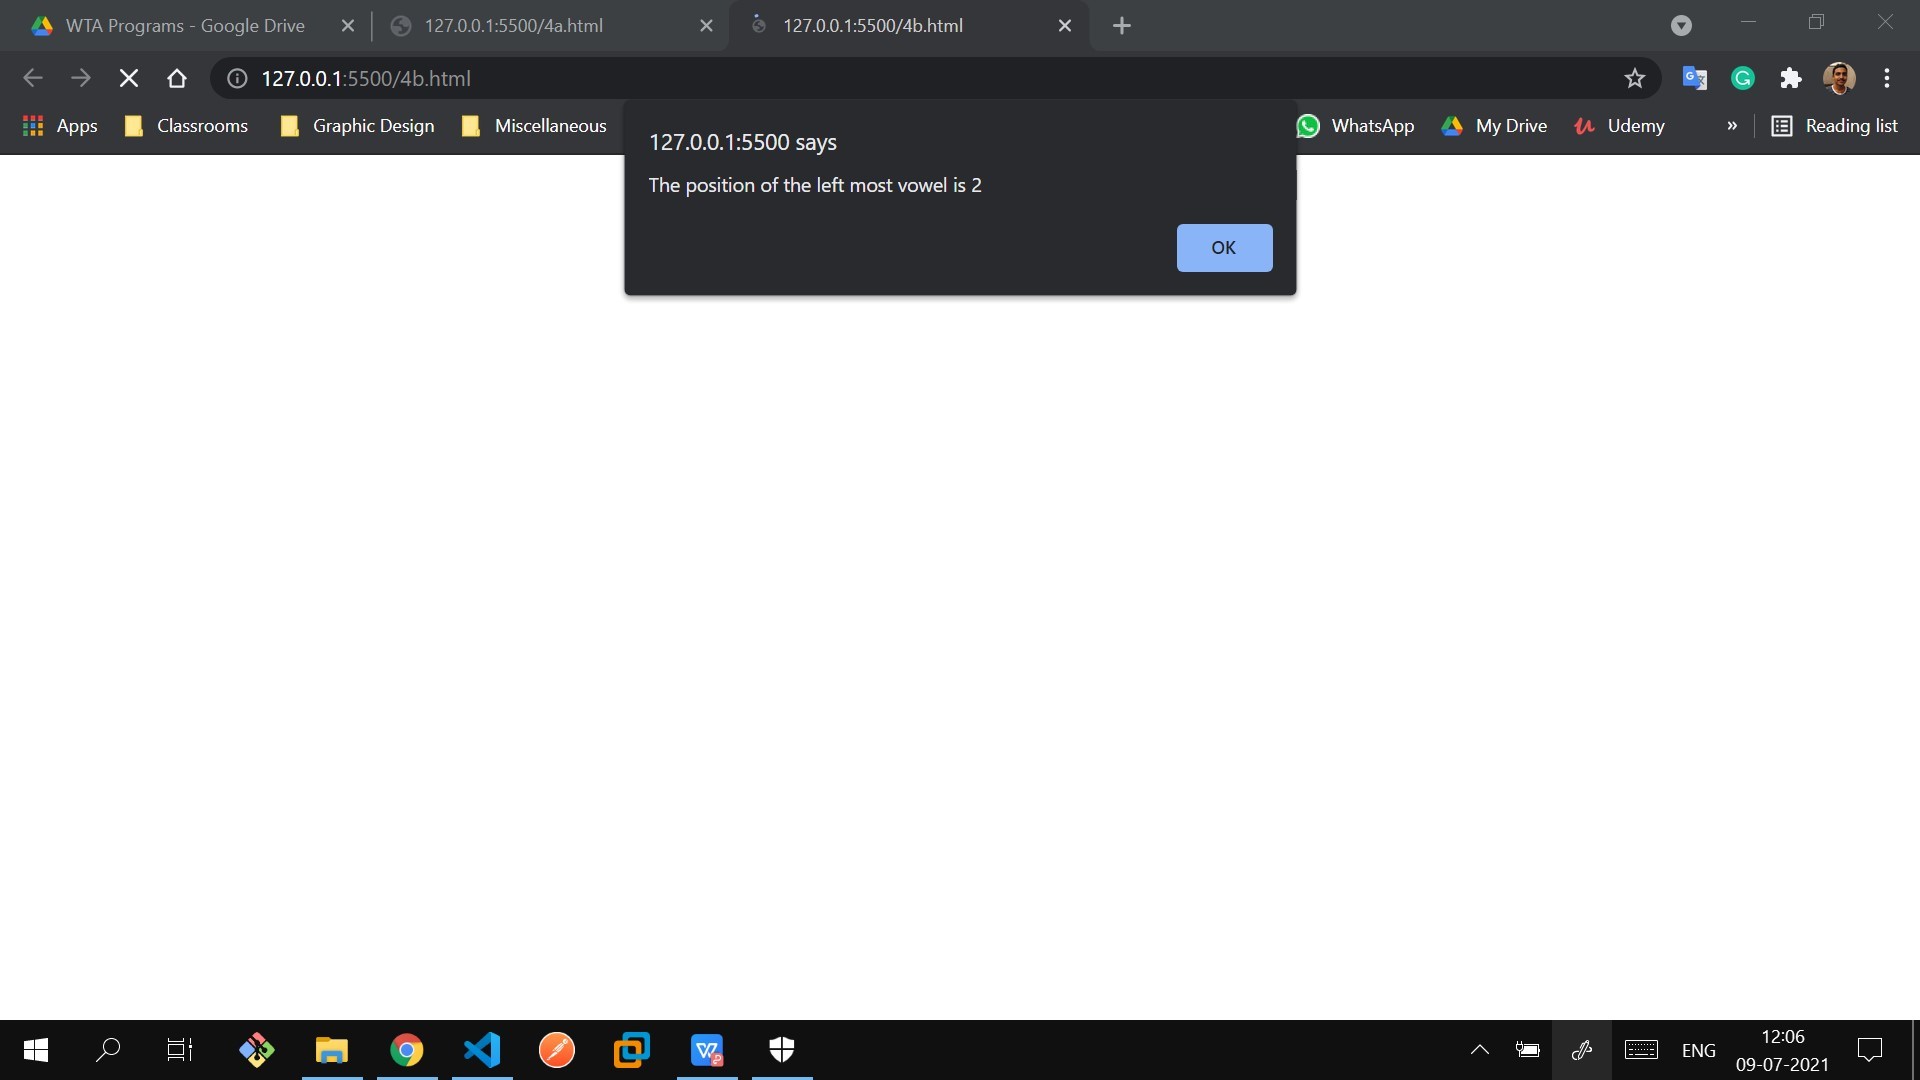 WTA Programs - Google Drive
127.0.0.1:5500/4a.html
127.0.0.1:5500/4b.html
127.0.0.1:5500/4b.html
Apps Classrooms Graphic Design Miscellaneous WhatsApp My Drive Udemy » Reading list
127.0.0.1:5500 says
The position of the left most vowel is 2
OK
ENG
12:06
09-07-2021